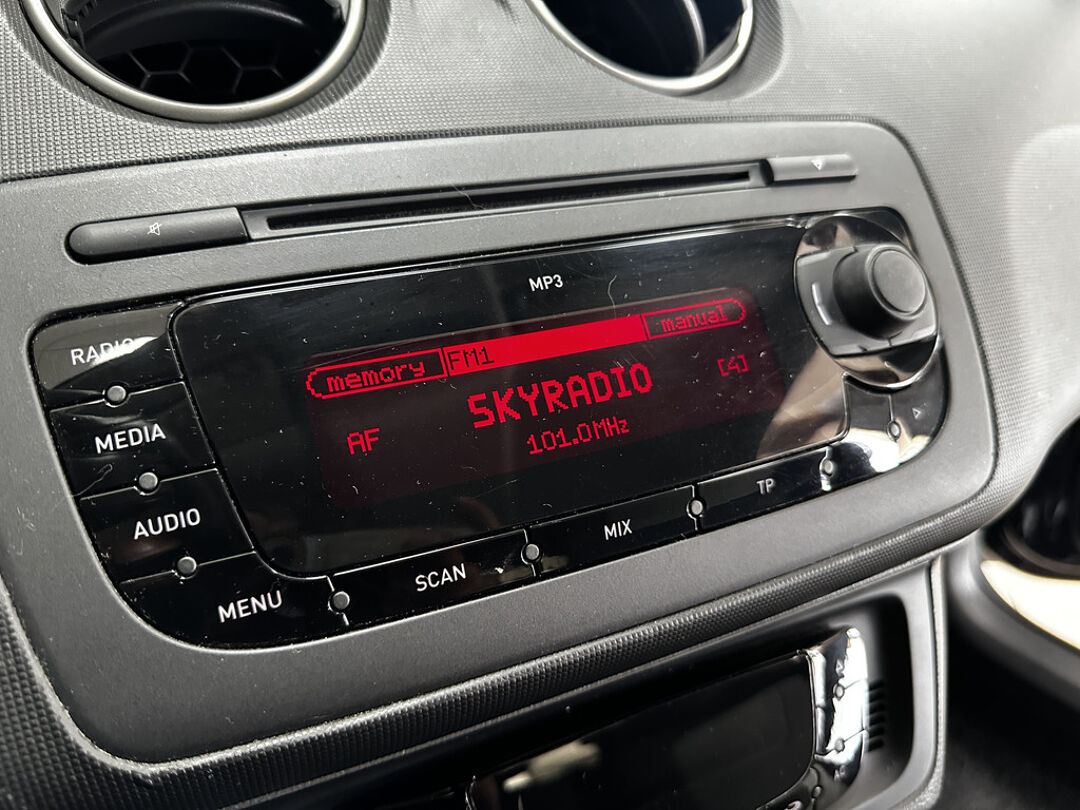 MP3
RADIO
memory FM1 manual
SKYRADIO [4]
AF 101.0MHz
MEDIA
AUDIO
MENU SCAN MIX TP